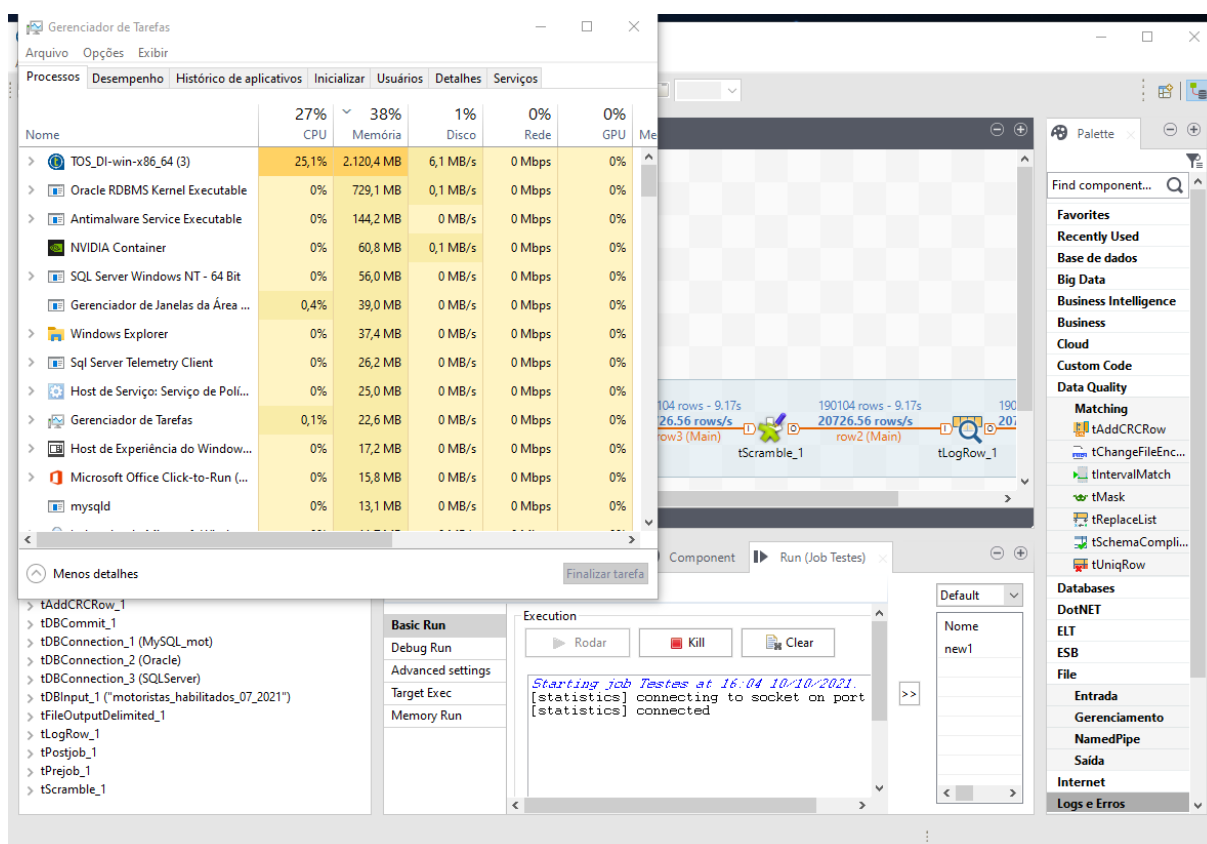 Gerenciador de Tarefas
Arquivo Opções Exibir
Processos Desempenho Histórico de aplicativos Inicializar Usuários Detalhes Serviços
27% 38% 1% 0% 0%
Nome CPU Memória Disco Rede GPU Me
TOS_DI-win-x86_64 (3) 25,1% 2.120,4 MB 6,1 MB/s 0 Mbps 0%
Oracle RDBMS Kernel Executable 0% 729,1 MB 0,1 MB/s 0 Mbps 0%
Antimalware Service Executable 0% 144,2 MB 0 MB/s 0 Mbps 0%
NVIDIA Container 0% 60,8 MB 0,1 MB/s 0 Mbps 0%
SQL Server Windows NT - 64 Bit 0% 56,0 MB 0 MB/s 0 Mbps 0%
Gerenciador de Janelas da Área ... 0,4% 39,0 MB 0 MB/s 0 Mbps 0%
Windows Explorer 0% 37,4 MB 0 MB/s 0 Mbps 0%
Sql Server Telemetry Client 0% 26,2 MB 0 MB/s 0 Mbps 0%
Host de Serviço: Serviço de Polí... 0% 25,0 MB 0 MB/s 0 Mbps 0%
Gerenciador de Tarefas 0,1% 22,6 MB 0 MB/s 0 Mbps 0%
Host de Experiência do Window... 0% 17,2 MB 0 MB/s 0 Mbps 0%
Microsoft Office Click-to-Run (... 0% 15,8 MB 0 MB/s 0 Mbps 0%
mysqld 0% 13,1 MB 0 MB/s 0 Mbps 0%
Menos detalhes
Finalizar tarefa
104 rows - 9.17s 190104 rows - 9.17s 190
26.56 rows/s 20726.56 rows/s 207
row3 (Main) row2 (Main)
tScramble_1 tLogRow_1
tAddCRCRow_1
tDBCommit_1
tDBConnection_1 (MySQL_mot)
tDBConnection_2 (Oracle)
tDBConnection_3 (SQLServer)
tDBInput_1 ("motoristas_habilitados_07_2021")
tFileOutputDelimited_1
tLogRow_1
tPostjob_1
tPrejob_1
tScramble_1
Component Run (Job Testes)
Basic Run
Debug Run
Advanced settings
Target Exec
Memory Run
Execution
Rodar Kill Clear
Starting job Testes at 16:04 10/10/2021.
[statistics] connecting to socket on port
[statistics] connected
>>
Default
Nome
new1
Palette
Find component...
Favorites
Recently Used
Base de dados
Big Data
Business Intelligence
Business
Cloud
Custom Code
Data Quality
Matching
tAddCRCRow
tChangeFileEnc...
tIntervalMatch
tMask
tReplaceList
tSchemaCompli...
tUniqRow
Databases
DotNET
ELT
ESB
File
Entrada
Gerenciamento
NamedPipe
Saída
Internet
Logs e Erros